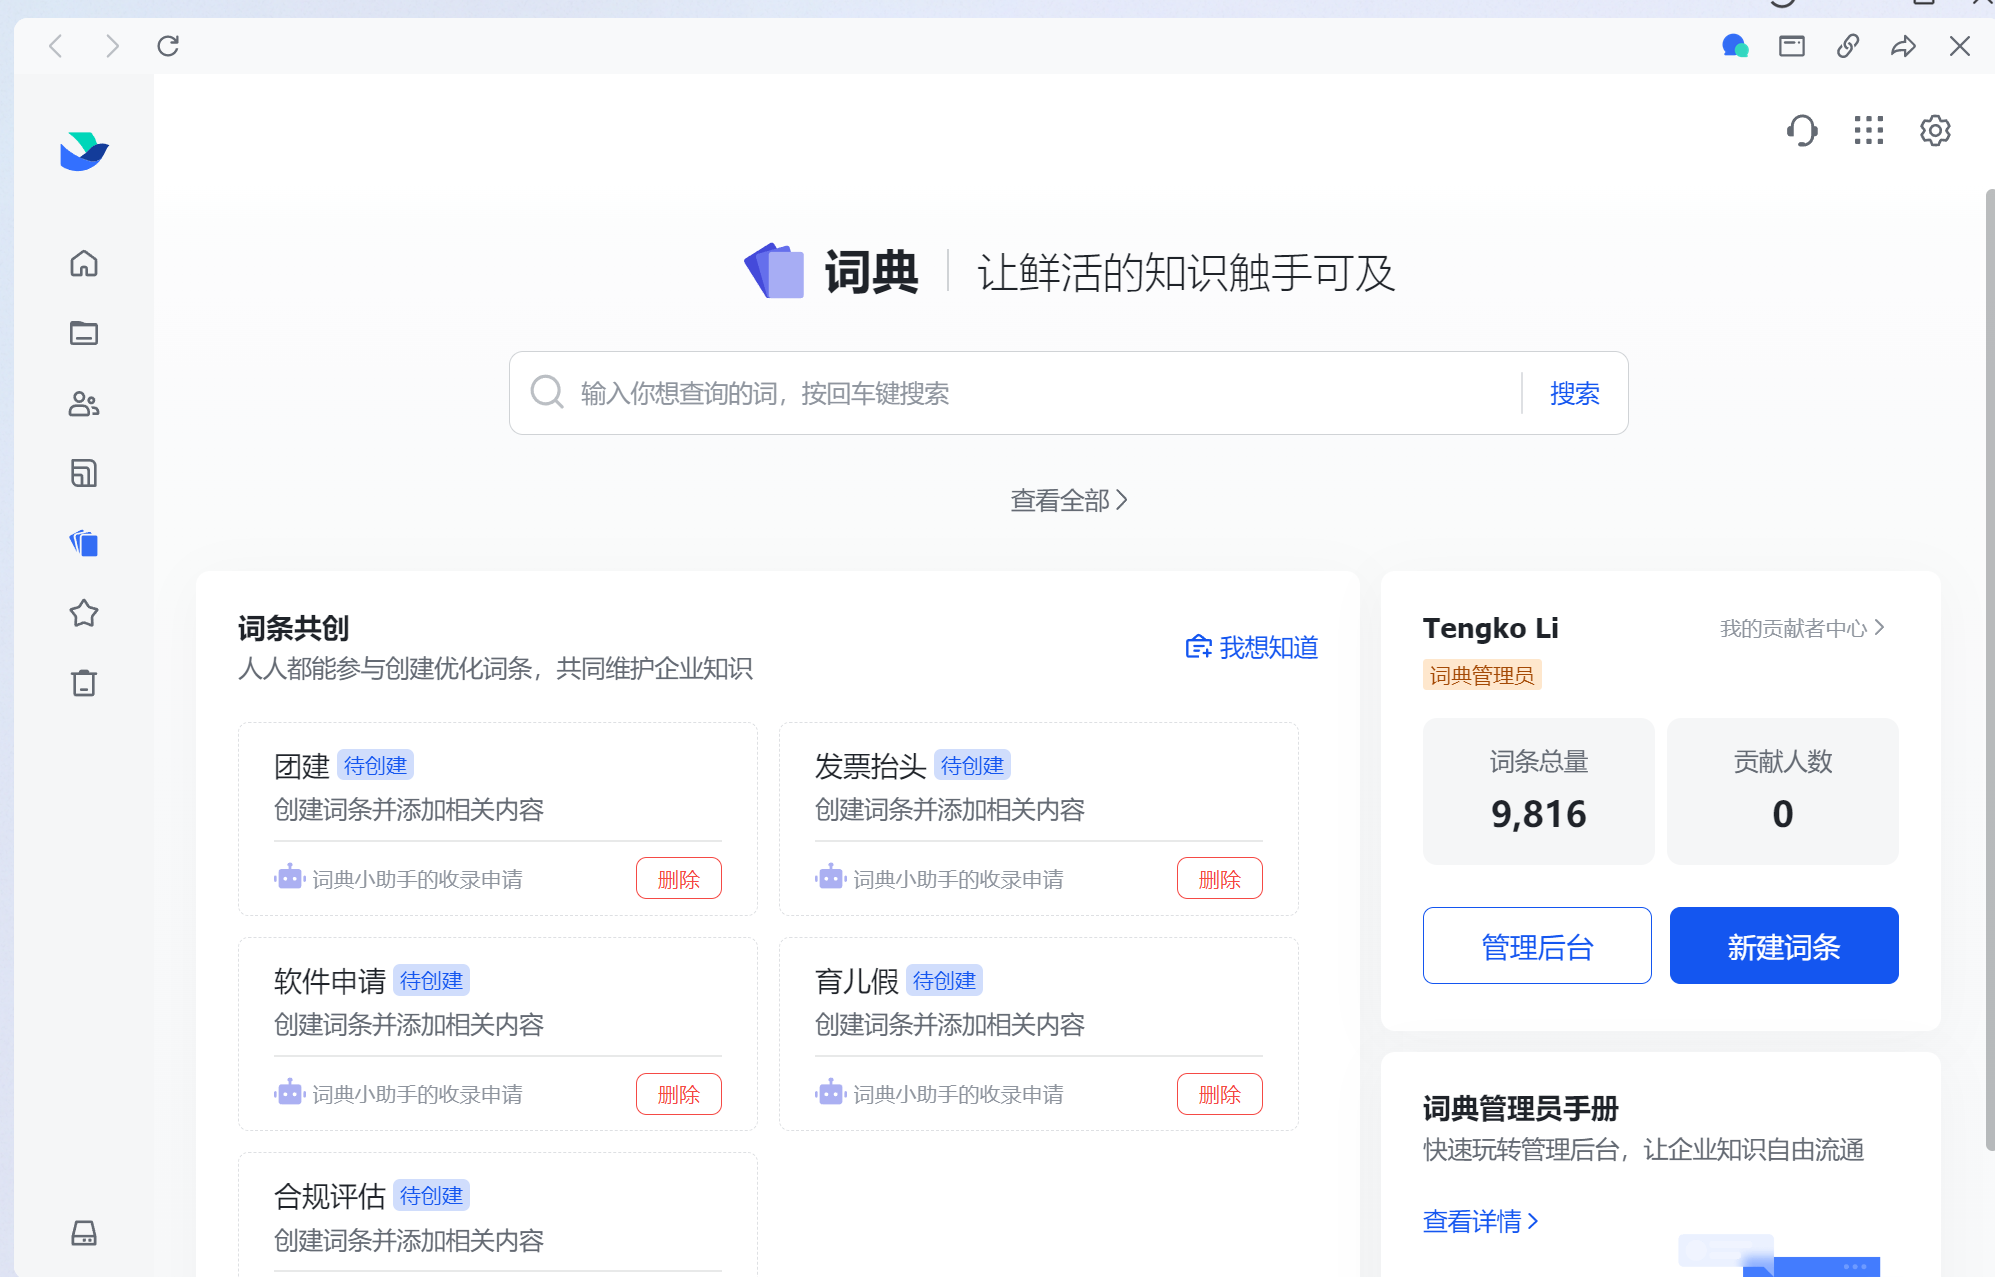 词典
让鲜活的知识触手可及
输入你想查询的词，按回车键搜索
搜索
查看全部
词条共创
人人都能参与创建优化词条，共同维护企业知识
我想知道
团建 待创建
创建词条并添加相关内容
词典小助手的收录申请
删除
发票抬头 待创建
创建词条并添加相关内容
词典小助手的收录申请
删除
软件申请 待创建
创建词条并添加相关内容
词典小助手的收录申请
删除
育儿假 待创建
创建词条并添加相关内容
词典小助手的收录申请
删除
合规评估 待创建
创建词条并添加相关内容
Tengko Li
我的贡献者中心
词典管理员
词条总量
9,816
贡献人数
0
管理后台
新建词条
词典管理员手册
快速玩转管理后台，让企业知识自由流通
查看详情